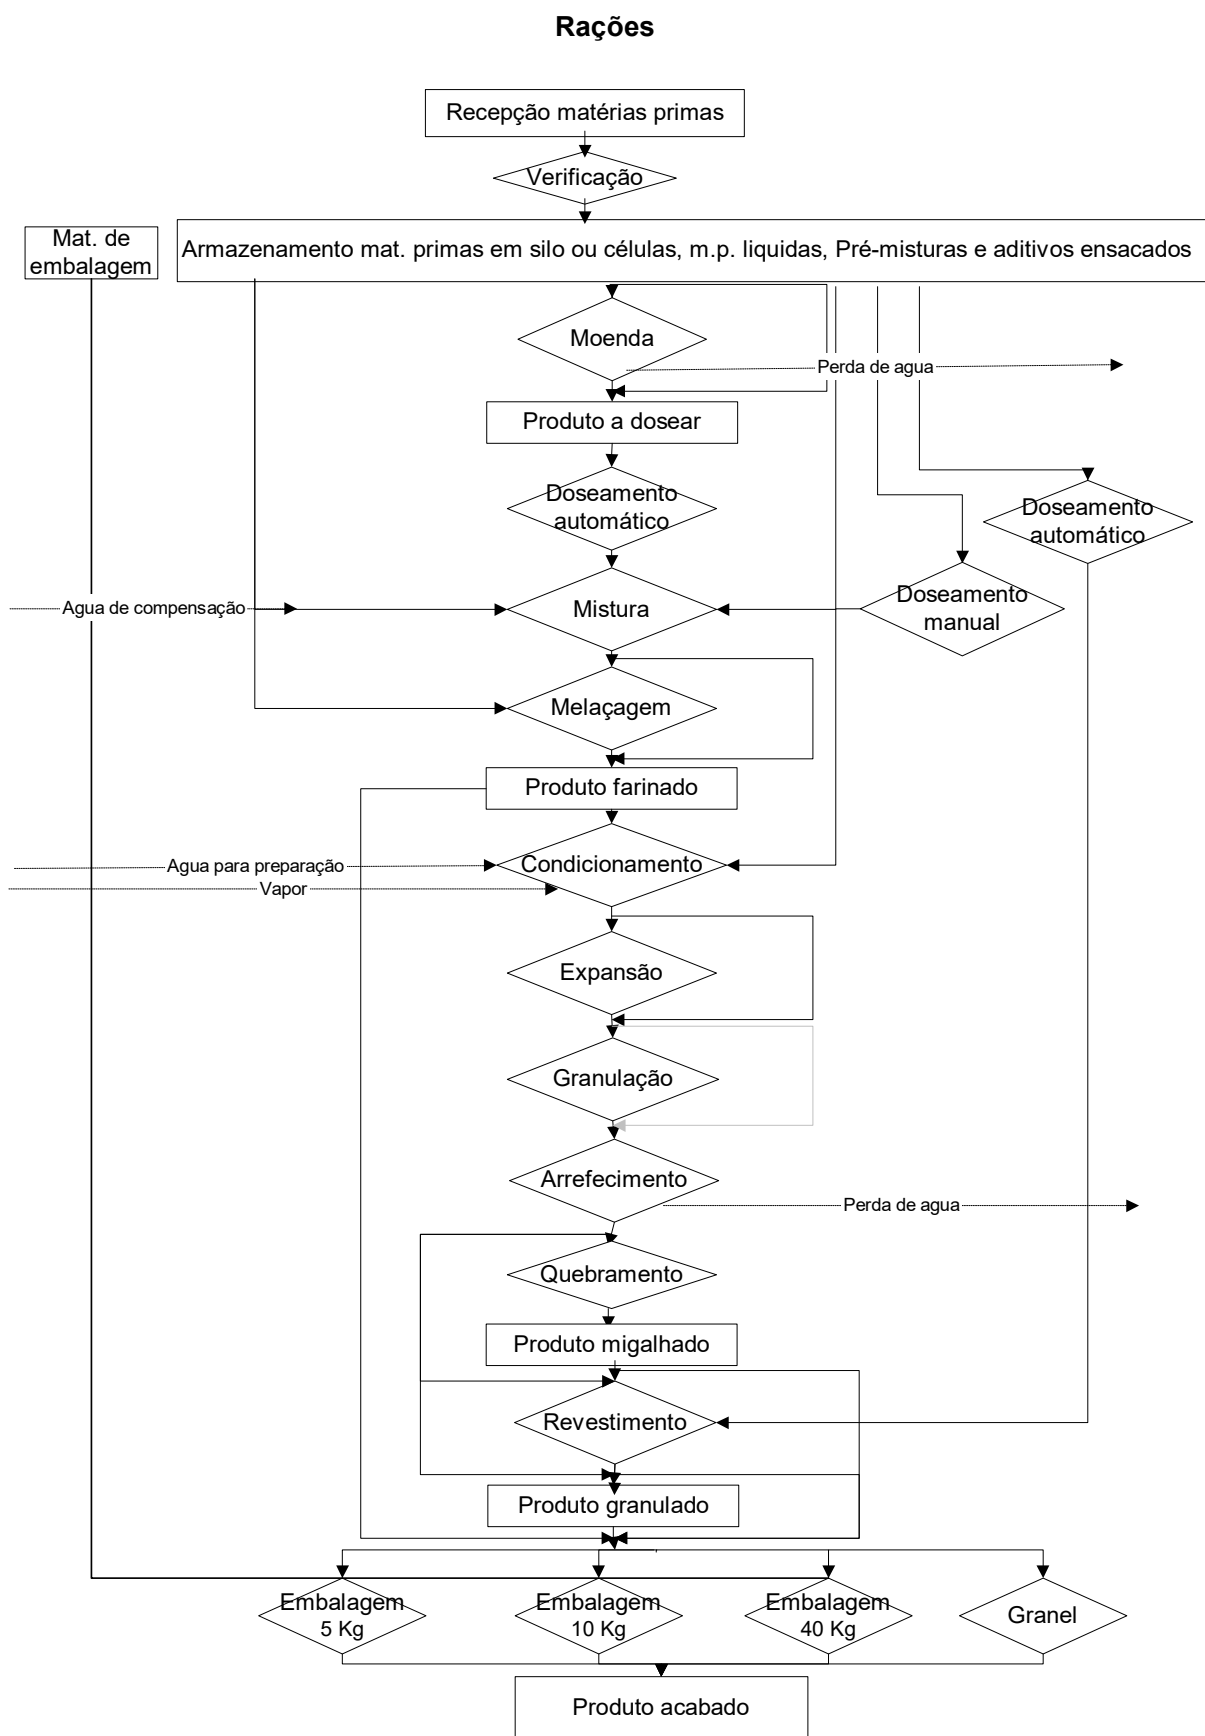 Rações
Recepção matérias primas
Verificação
Mat. de
embalagem
Armazenamento mat. primas em silo ou células, m.p. liquidas, Pré-misturas e aditivos ensacados
Moenda
Perda de agua
Produto a dosear
Doseamento
automático
Doseamento
automático
Agua de compensação
Mistura
Doseamento
manual
Melaçagem
Produto farinado
Agua para preparação
Condicionamento
Vapor
Expansão
Granulação
Arrefecimento
Perda de agua
Quebramento
Produto migalhado
Revestimento
Produto granulado
Embalagem
5 Kg
Embalagem
10 Kg
Embalagem
40 Kg
Granel
Produto acabado